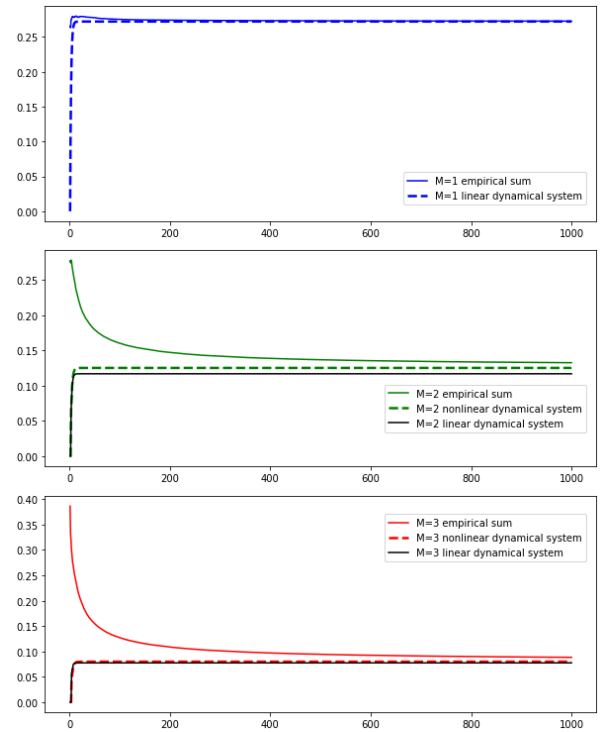 0.25
0.20
0.15
0.10
0.05
0.00
M=1 empirical sum
M=1 linear dynamical system
0 200 400 600 800 1000
0.25
0.20
0.15
0.10
0.05
0.00
M=2 empirical sum
M=2 nonlinear dynamical system
M=2 linear dynamical system
0 200 400 600 800 1000
0.40
0.35
0.30
0.25
0.20
0.15
0.10
0.05
0.00
M=3 empirical sum
M=3 nonlinear dynamical system
M=3 linear dynamical system
0 200 400 600 800 1000